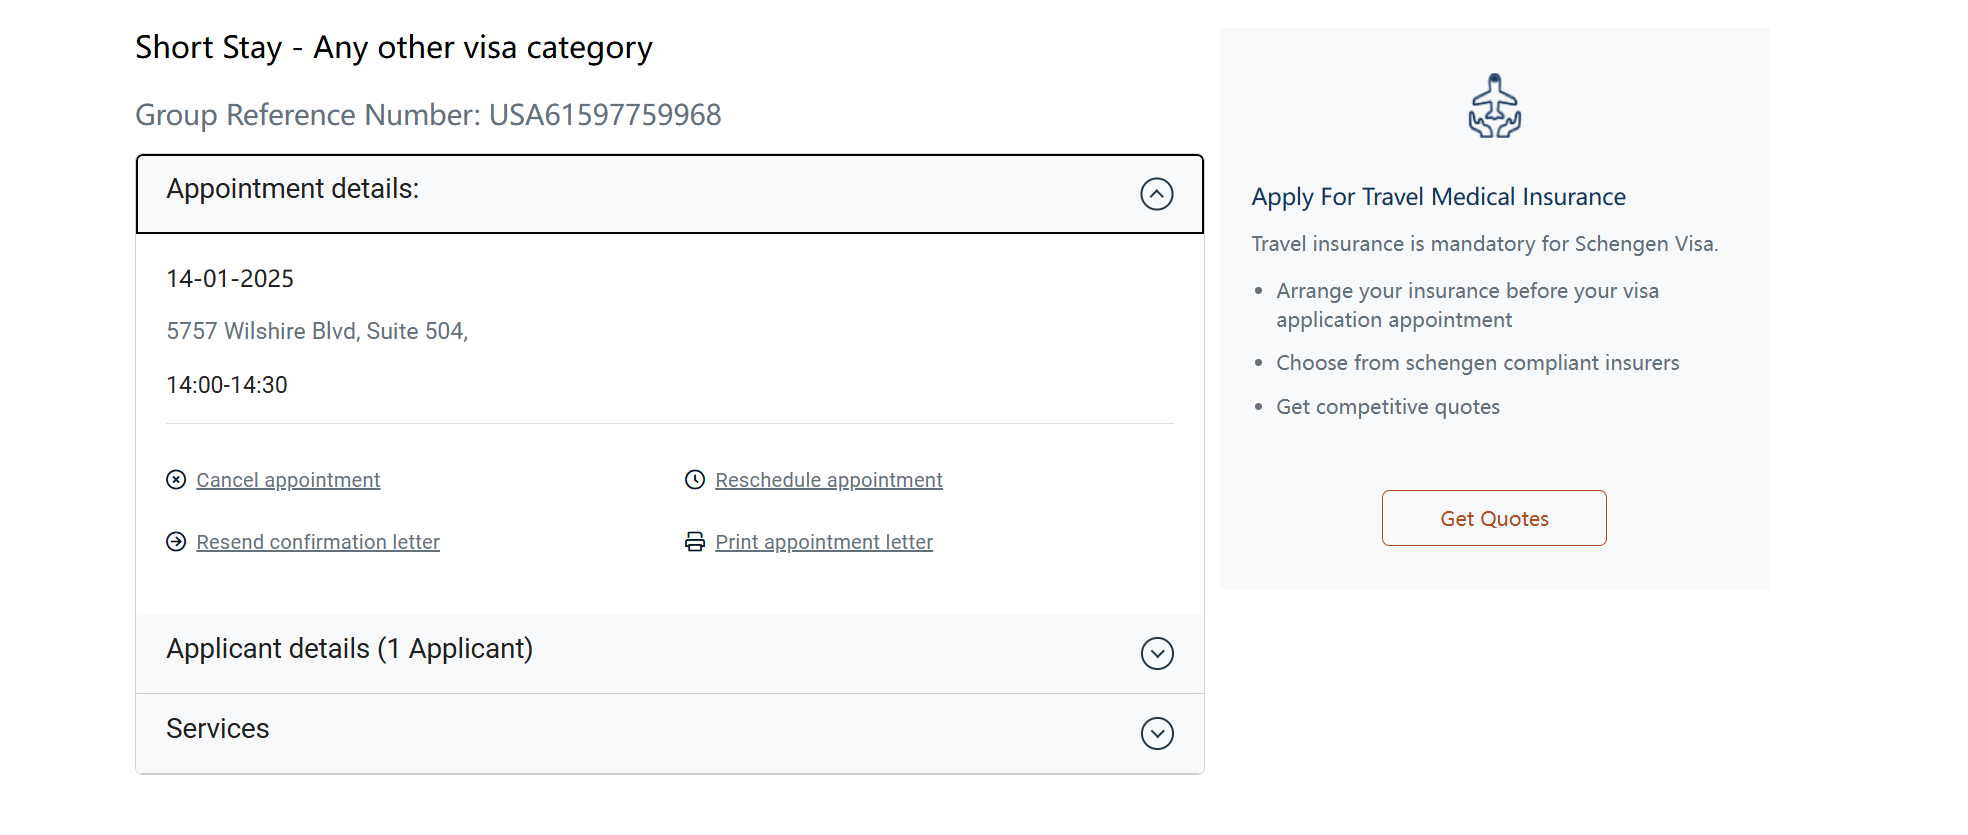 Short Stay - Any other visa category
Group Reference Number: USA61597759968
Appointment details:
14-01-2025
5757 Wilshire Blvd, Suite 504,
14:00-14:30
Cancel appointment
Reschedule appointment
Resend confirmation letter
Print appointment letter
Applicant details (1 Applicant)
Services
Apply For Travel Medical Insurance
Travel insurance is mandatory for Schengen Visa.
• Arrange your insurance before your visa
application appointment
• Choose from schengen compliant insurers
• Get competitive quotes
Get Quotes